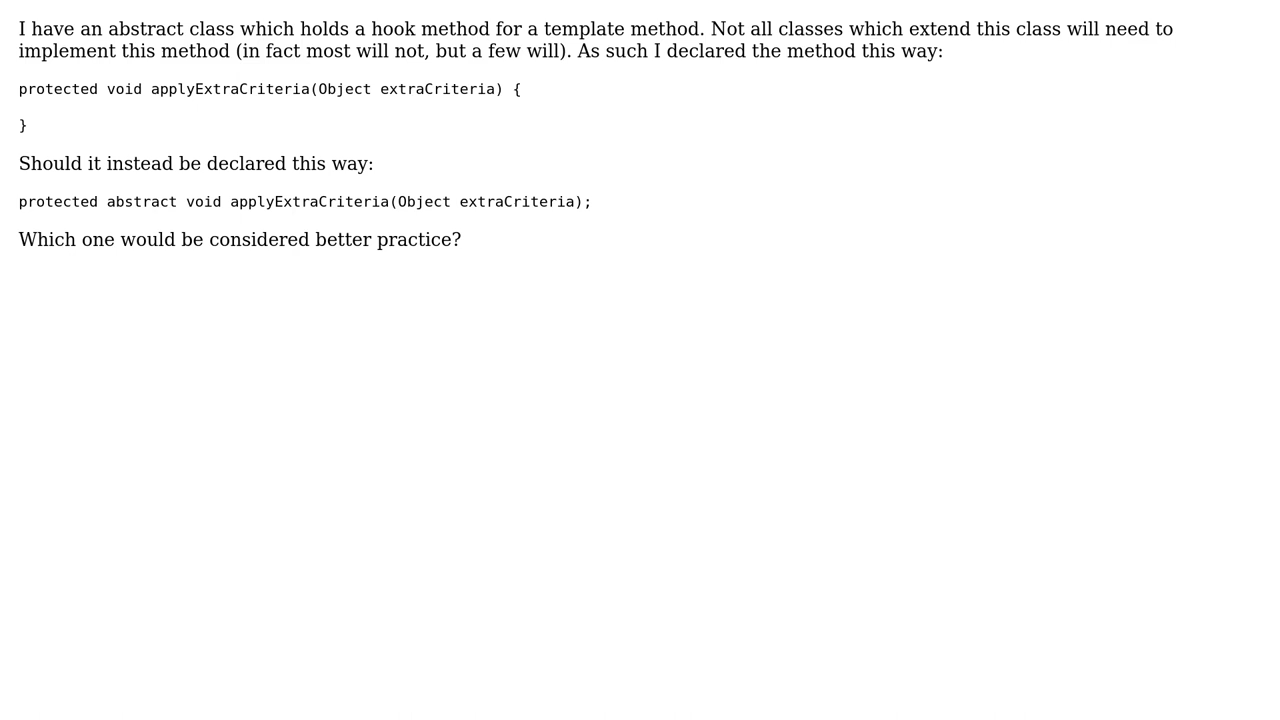 I have an abstract class which holds a hook method for a template method. Not all classes which extend this class will need to
implement this method (in fact most will not, but a few will). As such I declared the method this way:
protected void applyExtraCriteria(Object extraCriteria) {
}
Should it instead be declared this way:
protected abstract void applyExtraCriteria(Object extraCriteria);
Which one would be considered better practice?